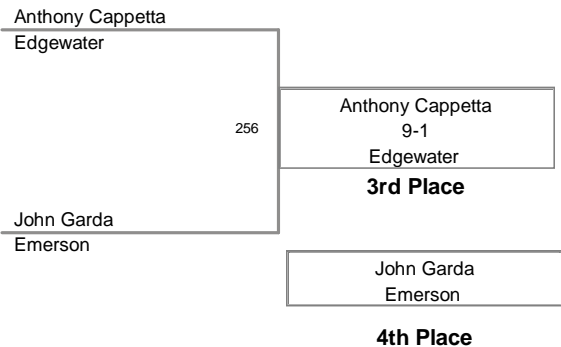 Anthony Cappetta
Edgewater
256
Anthony Cappetta
9-1
Edgewater
3rd Place
John Garda
Emerson
John Garda
Emerson
4th Place